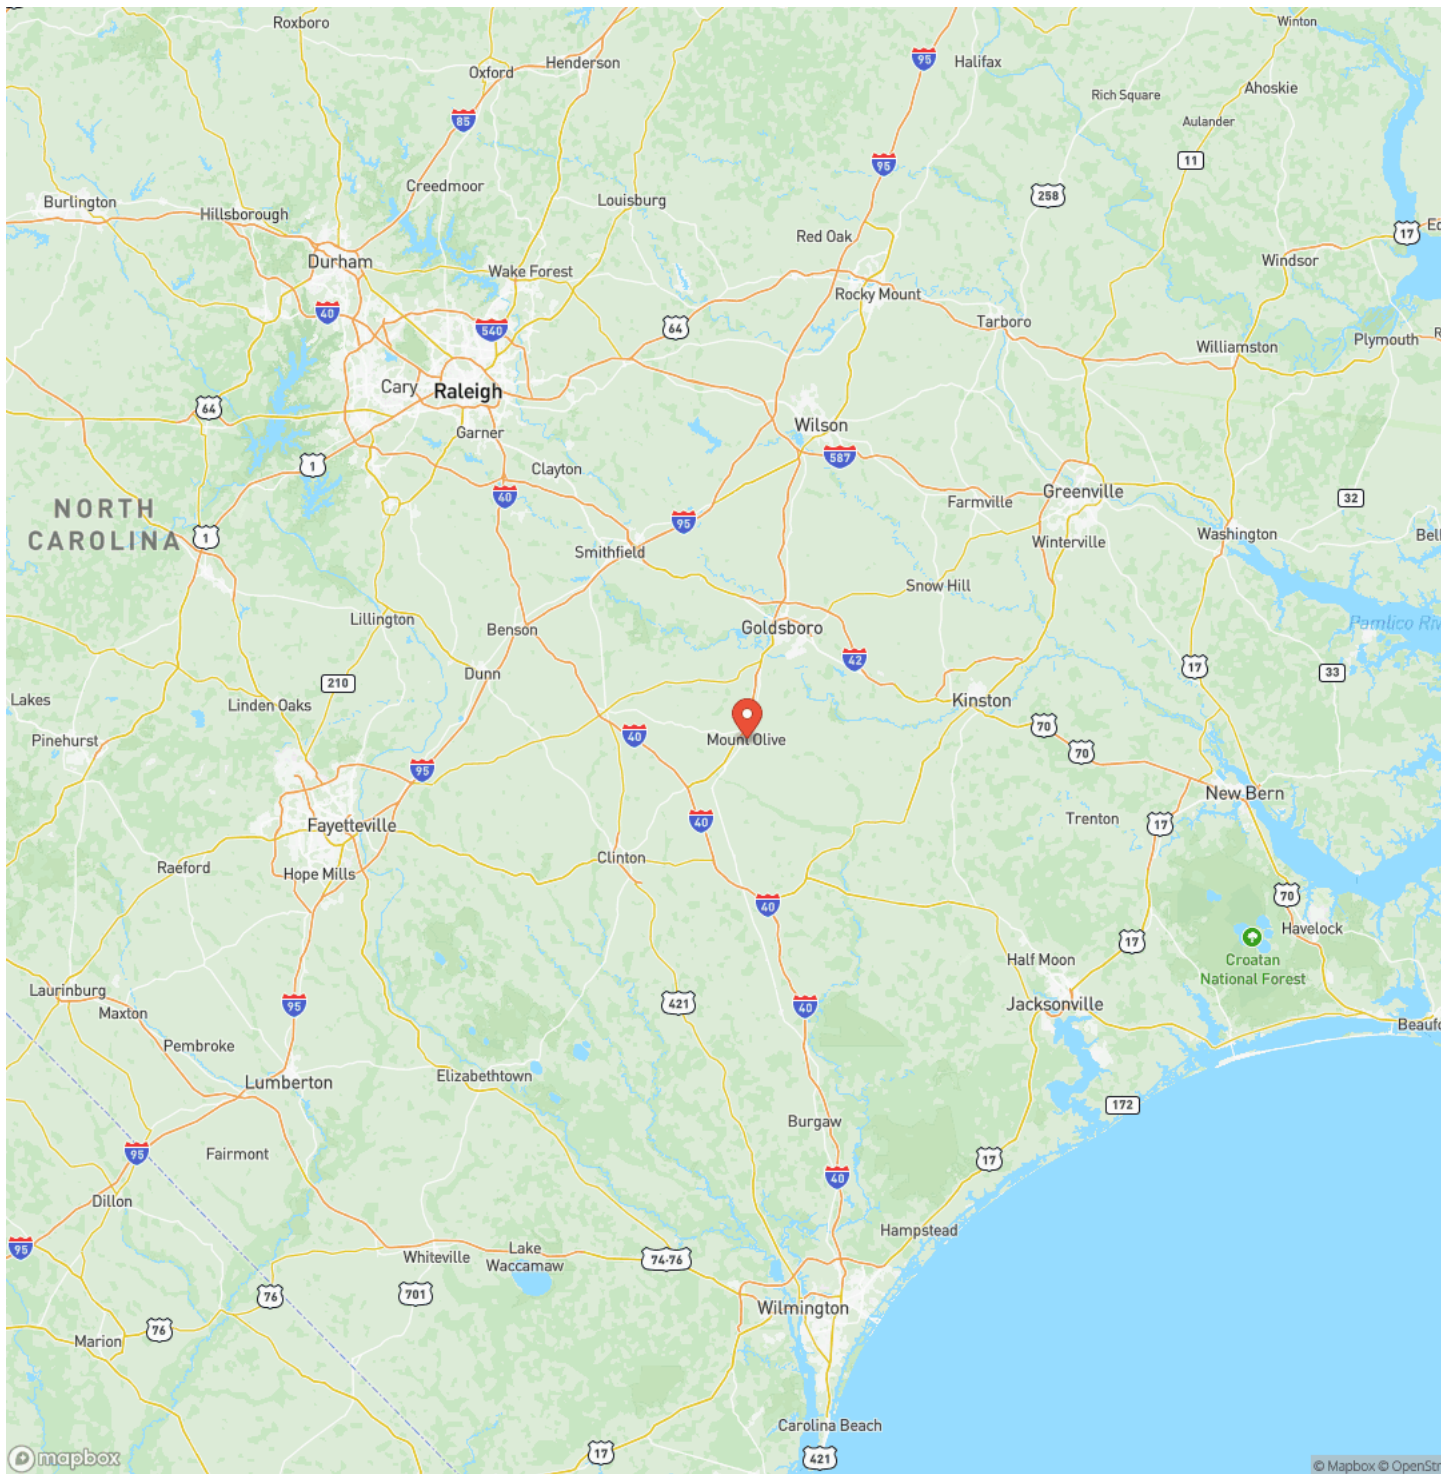 Roxboro
Winton
Henderson
Oxford
95
Halifax
Ahoskie
Rich Square
85
Aulander
11
95
Creedmoor
258
Louisburg
Burlington
Hillsborough
17
Red Oak
Durham
Windsor
Wake Forest
Rocky Mount
40
540
64
Tarboro
Plymouth
Williamston
Cary
Raleigh
64
Wilson
Garner
587
1
Clayton
40
Greenville
32
Farmville
NORTH
CAROLINA
95
1
Winterville
Washington
Bel
Smithfield
Snow Hill
Lillington
Benson
Goldsboro
Pamlico Riv
42
17
Dunn
33
210
Lakes
Linden Oaks
Kinston
70
Pinehurst
40
Mount Olive
70
95
New Bern
40
Trenton
17
Fayetteville
Clinton
Raeford
Hope Mills
70
40
Havelock
17
Half Moon
Croatan
National Forest
Laurinburg
95
421
40
Jacksonville
Maxton
Beaufo
Pembroke
Elizabethtown
Lumberton
172
Burgaw
95
Fairmont
17
40
Dillon
Hampstead
95
Whiteville
Lake
Waccamaw
74-76
76
701
Wilmington
76
Marion
Carolina Beach
17
421
mapbox
© Mapbox © OpenStr